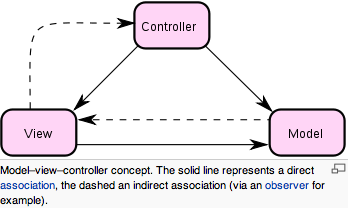 Controller
View
Model
Model–view–controller concept. The solid line represents a direct
association, the dashed an indirect association (via an observer for
example).